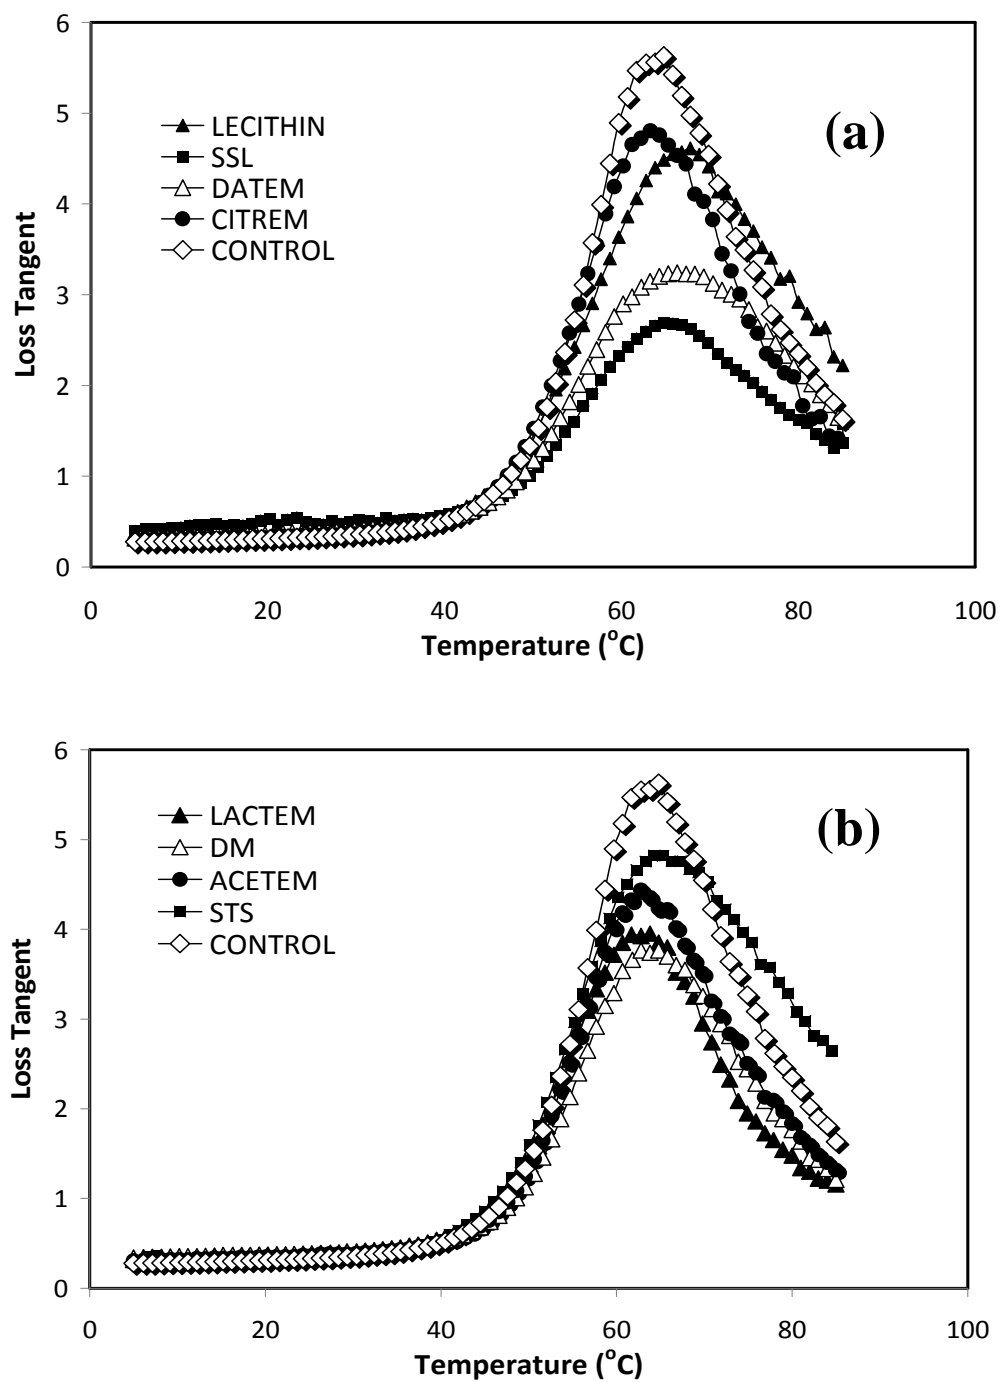 6
5
4
3
2
1
0
Loss Tangent
LECITHIN
SSL
DATEM
CITREM
CONTROL
(a)
0 20 40 60 80 100
Temperature (°C)
6
5
4
3
2
1
0
Loss Tangent
LACTEM
DM
ACETEM
STS
CONTROL
(b)
0 20 40 60 80 100
Temperature (°C)